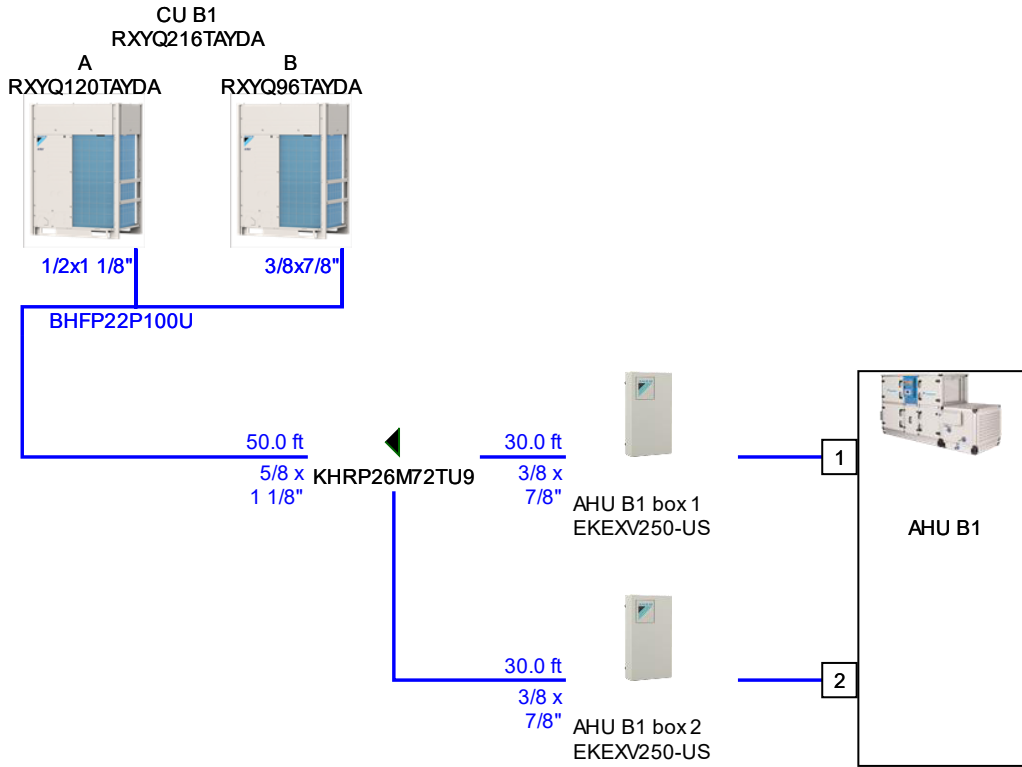 CU B1
RXYQ216TAYDA
A
RXYQ120TAYDA
B
RXYQ96TAYDA
1/2x1 1/8"
3/8x7/8"
BHFP22P100U
50.0 ft
5/8 x
1 1/8"
KHRP26M72TU9
30.0 ft
3/8 x
7/8"
AHU B1 box 1
EKEXV250-US
1
AHU B1
30.0 ft
3/8 x
7/8"
AHU B1 box 2
EKEXV250-US
2